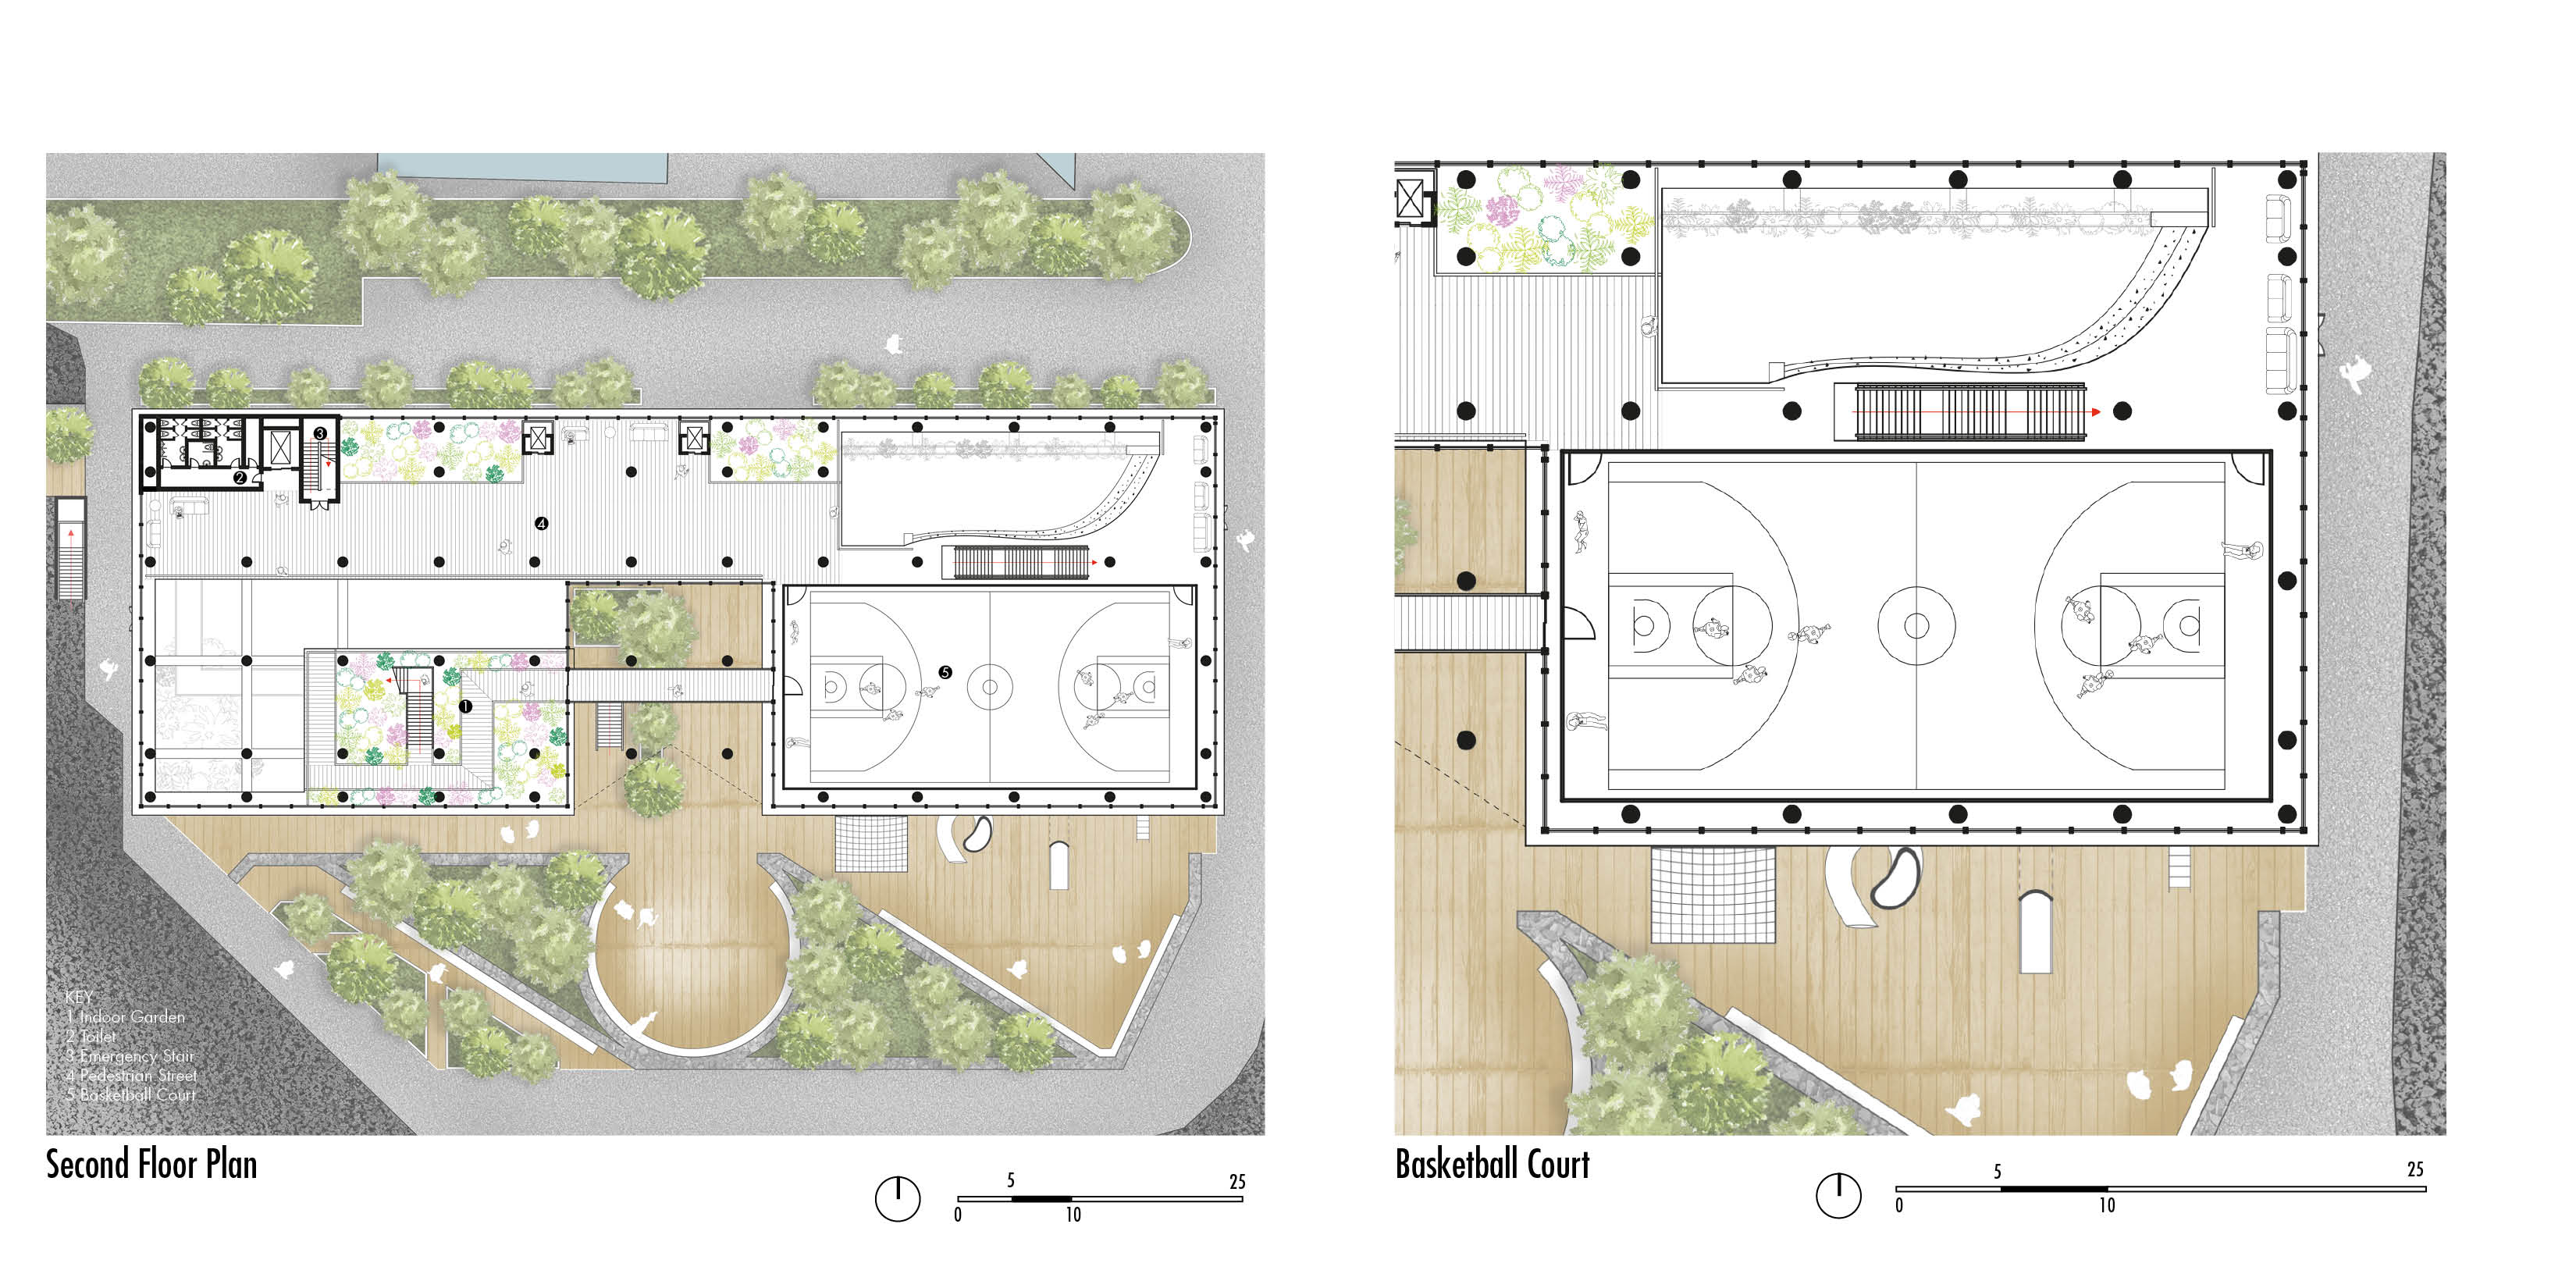 3
2
4
5
1
KEY
1 Indoor Garden
2 Toilet
3 Emergency Stair
4 Pedestrian Street
5 Basketball Court
Second Floor Plan
5
25
0
10
Basketball Court
5
25
0
10